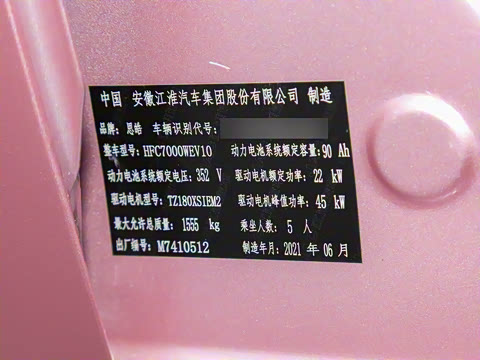 中国 安徽江淮汽车集团股份有限公司 制造
品牌: 思皓 车辆识别代号:
整车型号: HFC7000WEV10 动力电池系统额定容量: 90 Ah
动力电池系统额定电压: 352 V 驱动电机额定功率: 22 kW
驱动电机型号: TZ180XS1EM2 驱动电机峰值功率: 45 kW
最大允许总质量: 1555 kg 乘坐人数: 5 人
出厂编号: M7410512 制造年月: 2021 年 06 月